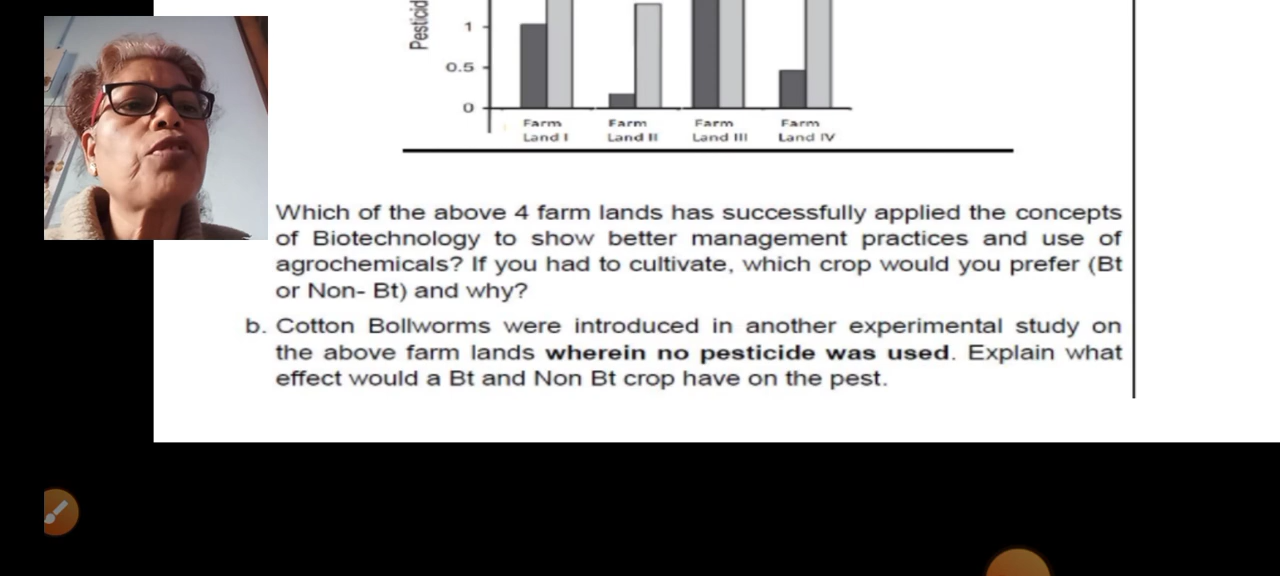 Pesticid
1
0.5
0
Farm Land I
Farm Land II
Farm Land III
Farm Land IV
Which of the above 4 farm lands has successfully applied the concepts
of Biotechnology to show better management practices and use of
agrochemicals? If you had to cultivate, which crop would you prefer (Bt
or Non- Bt) and why?
b. Cotton Bollworms were introduced in another experimental study on
the above farm lands wherein no pesticide was used. Explain what
effect would a Bt and Non Bt crop have on the pest.